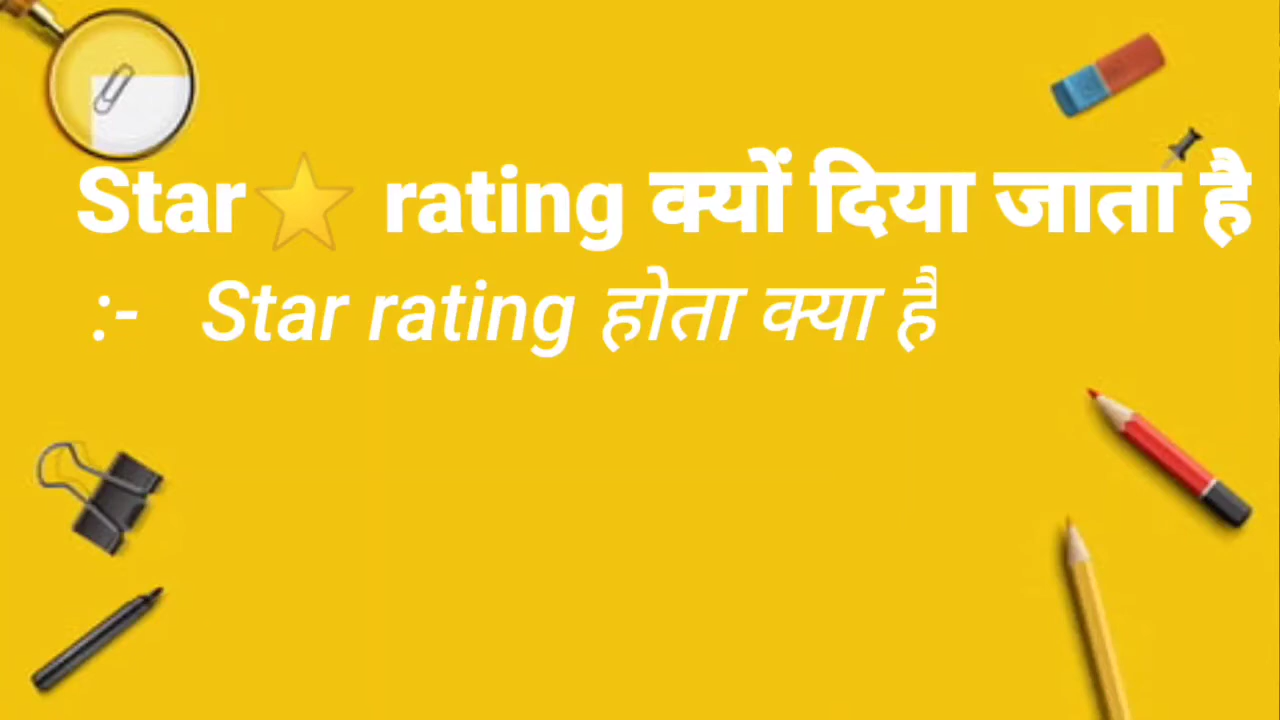 Star⭐ rating क्यों दिया जाता है
:- Star rating होता क्या है